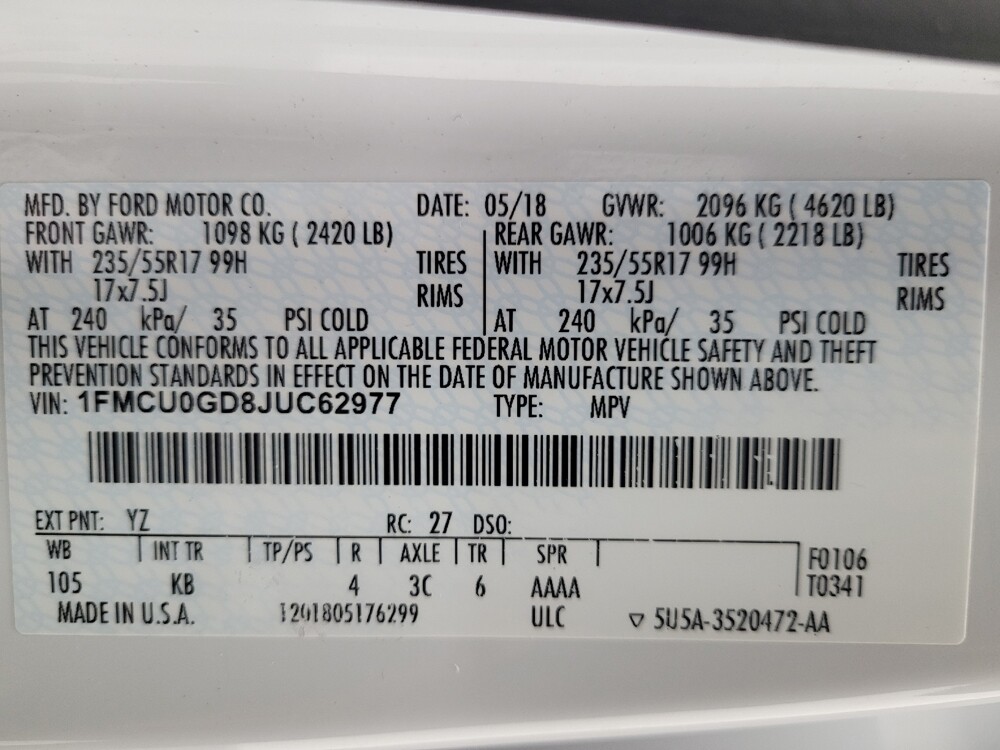 MFD. BY FORD MOTOR CO. DATE: 05/18 GVWR: 2096 KG ( 4620 LB)
FRONT GAWR: 1098 KG ( 2420 LB) REAR GAWR: 1006 KG ( 2218 LB)
WITH 235/55R17 99H TIRES WITH 235/55R17 99H TIRES
17x7.5J RIMS 17x7.5J RIMS
AT 240 kPa/ 35 PSI COLD AT 240 kPa/ 35 PSI COLD
THIS VEHICLE CONFORMS TO ALL APPLICABLE FEDERAL MOTOR VEHICLE SAFETY AND THEFT
PREVENTION STANDARDS IN EFFECT ON THE DATE OF MANUFACTURE SHOWN ABOVE.
VIN: 1FMCU0GD8JUC62977 TYPE: MPV
EXT PNT: YZ RC: 27 DSO:
WB INT TR TP/PS R AXLE TR SPR F0106
105 KB 4 3C 6 AAAA T0341
MADE IN U.S.A. 1201805176299 ULC ▽ 5U5A-3520472-AA